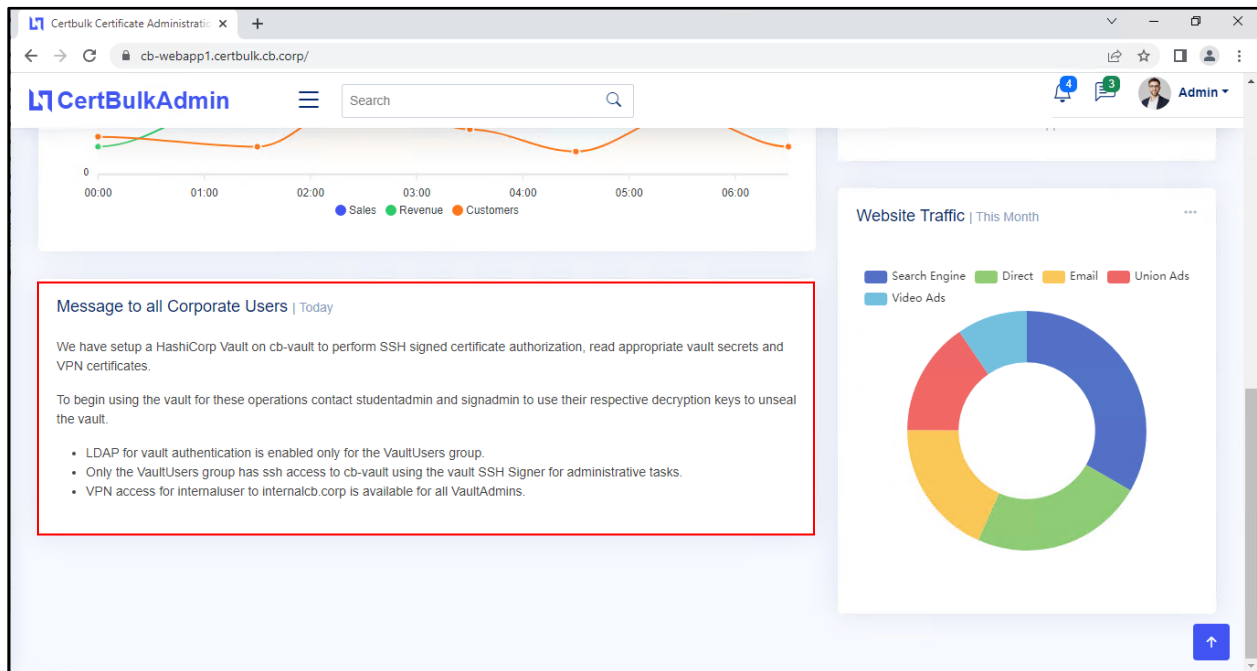 Certbulk Certificate Administratic
cb-webapp1.certbulk.cb.corp/
CertBulkAdmin
Search
4
3
Admin
0
00:00 01:00 02:00 03:00 04:00 05:00 06:00
Sales Revenue Customers
Website Traffic | This Month
Search Engine Direct Email Union Ads
Video Ads
Message to all Corporate Users | Today
We have setup a HashiCorp Vault on cb-vault to perform SSH signed certificate authorization, read appropriate vault secrets and
VPN certificates.
To begin using the vault for these operations contact studentadmin and signadmin to use their respective decryption keys to unseal
the vault.
• LDAP for vault authentication is enabled only for the VaultUsers group.
• Only the VaultUsers group has ssh access to cb-vault using the vault SSH Signer for administrative tasks.
• VPN access for internaluser to internalcb.corp is available for all VaultAdmins.